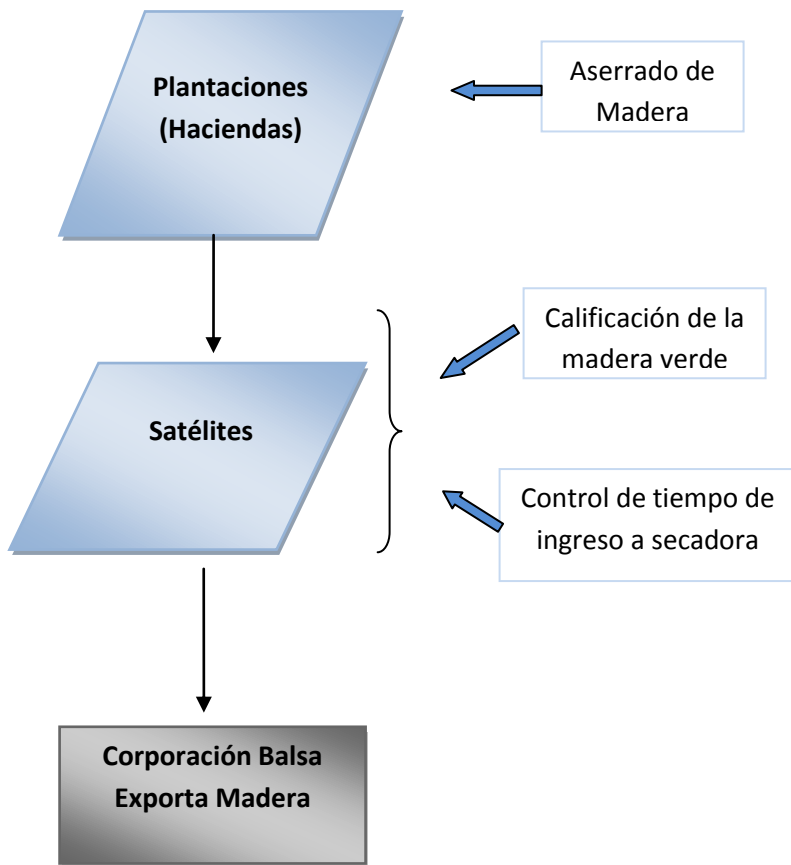 Plantaciones
(Haciendas)
Aserrado de
Madera
Calificación de la
madera verde
Satélites
Control de tiempo de
ingreso a secadora
Corporación Balsa
Exporta Madera